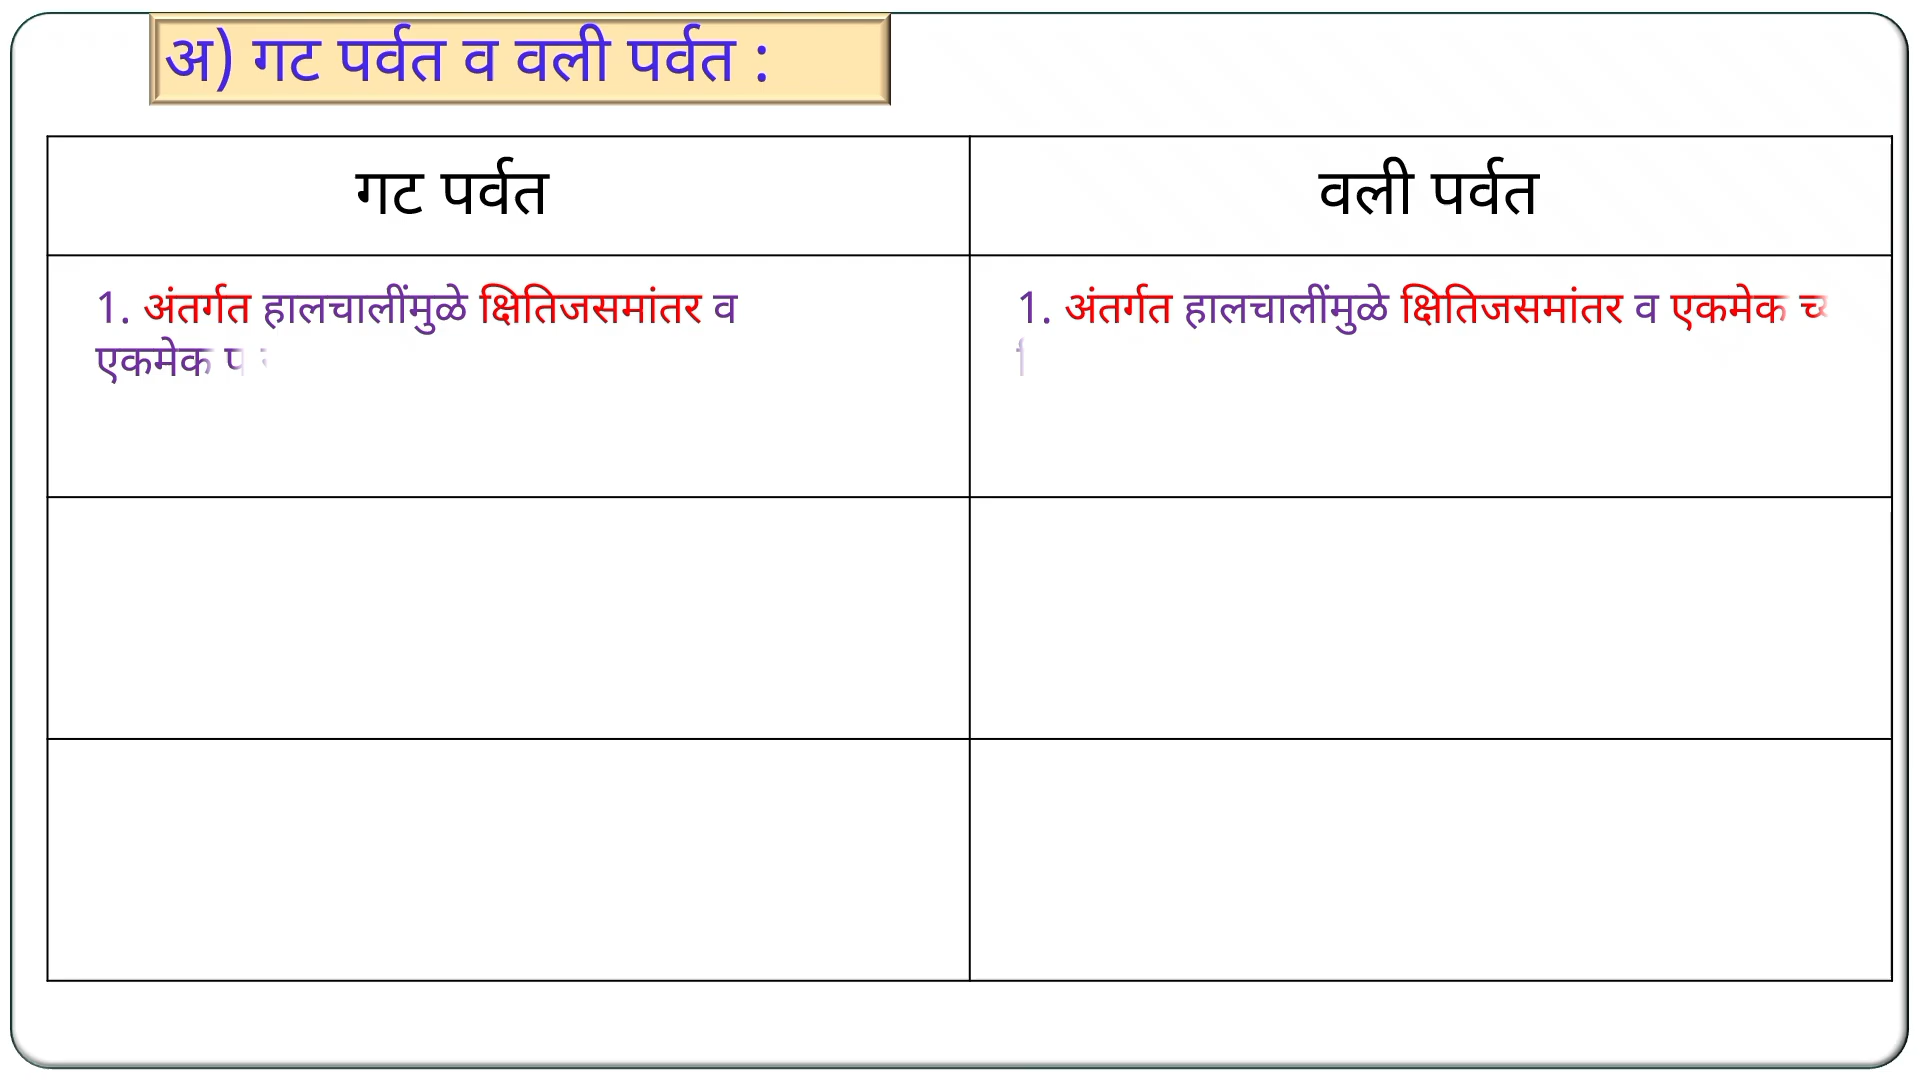 अ) गट पर्वत व वली पर्वत :
गट पर्वत
वली पर्वत
1. अंतर्गत हालचालींमुळे क्षितिजसमांतर व
एकमेक
1. अंतर्गत हालचालींमुळे क्षितिजसमांतर व